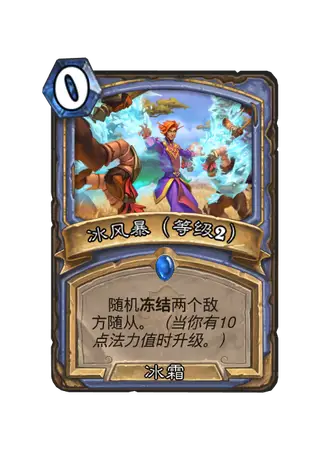 0
冰风暴（等级2）
随机冻结两个敌
方随从。（当你有10
点法力值时升级。）
冰霜